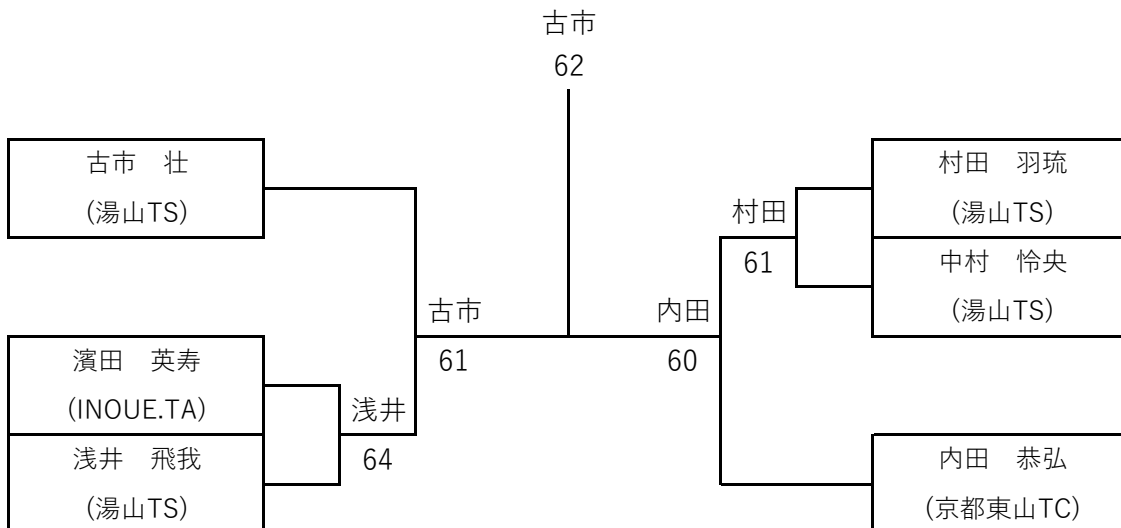 古市
62
古市　壮
(湯山TS)
濱田　英寿
(INOUE.TA)
浅井　飛我
(湯山TS)
浅井
64
古市
61
内田
60
村田
61
村田　羽琉
(湯山TS)
中村　怜央
(湯山TS)
内田　恭弘
(京都東山TC)